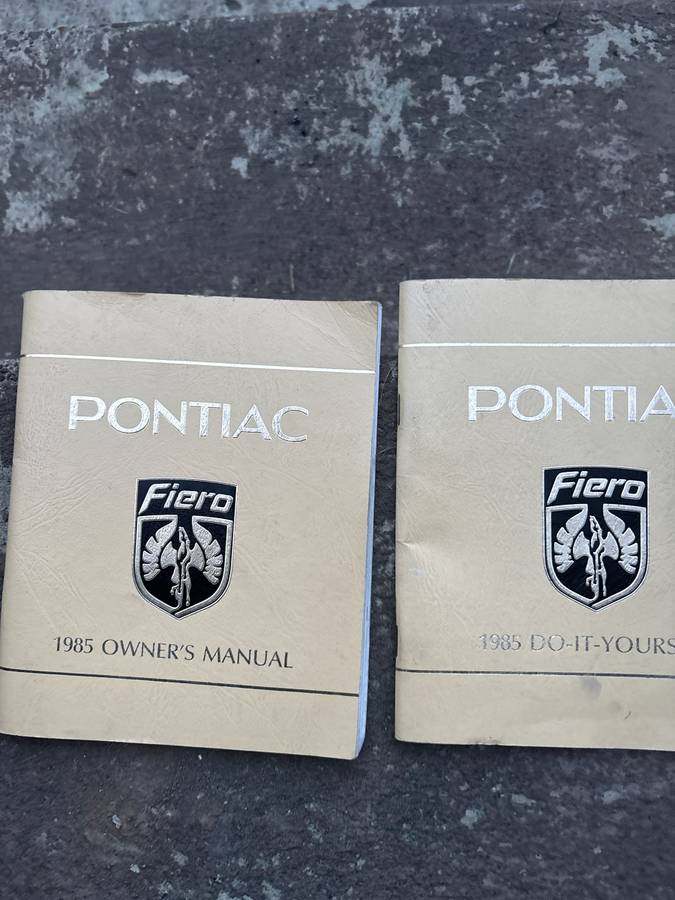 PONTIAC
Fiero
1985 OWNER'S MANUAL
PONTIA
Fiero
1985 DO-IT-YOURS